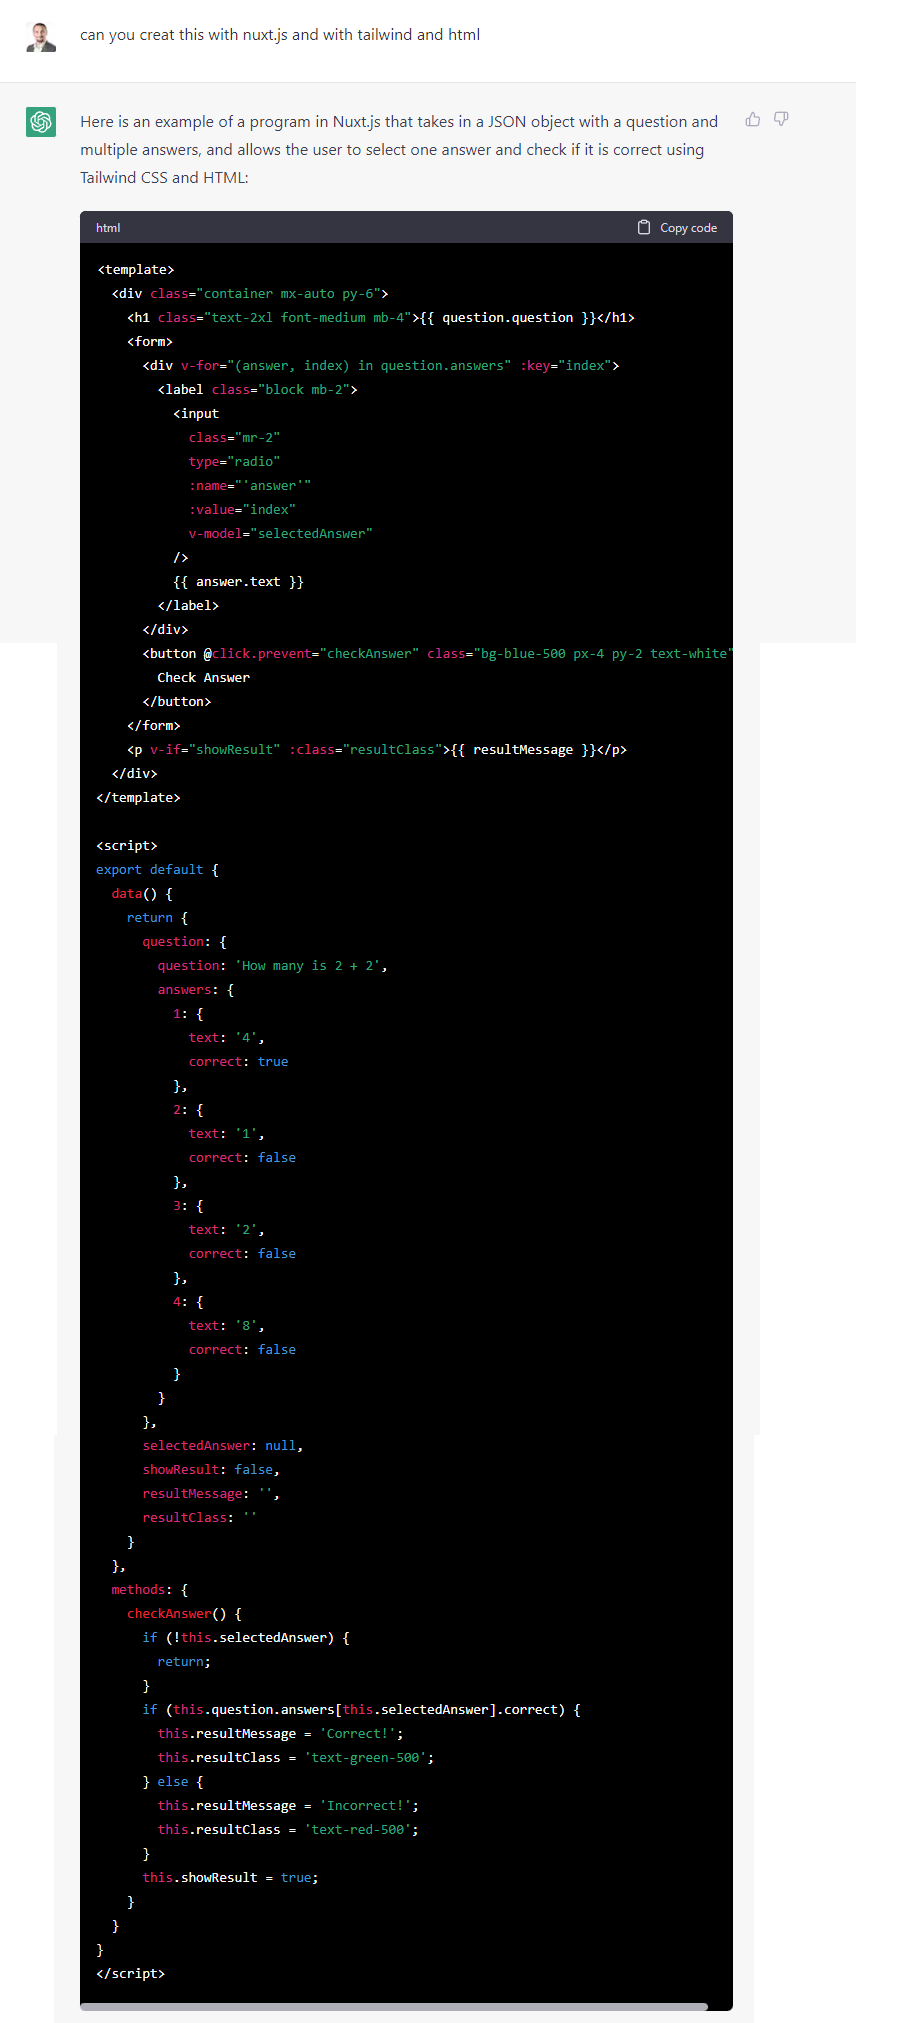 can you creat this with nuxt.js and with tailwind and html
Here is an example of a program in Nuxt.js that takes in a JSON object with a question and
multiple answers, and allows the user to select one answer and check if it is correct using
Tailwind CSS and HTML:
html
Copy code
<template>
  <div class="container mx-auto py-6">
    <h1 class="text-2xl font-medium mb-4">{{ question.question }}</h1>
    <form>
      <div v-for="(answer, index) in question.answers" :key="index">
        <label class="block mb-2">
          <input
            class="mr-2"
            type="radio"
            :name="'answer'"
            :value="index"
            v-model="selectedAnswer"
          />
          {{ answer.text }}
        </label>
      </div>
      <button @click.prevent="checkAnswer" class="bg-blue-500 px-4 py-2 text-white"
        Check Answer
      </button>
    </form>
    <p v-if="showResult" :class="resultClass">{{ resultMessage }}</p>
  </div>
</template>

<script>
export default {
  data() {
    return {
      question: {
        question: 'How many is 2 + 2',
        answers: {
          1: {
            text: '4',
            correct: true
          },
          2: {
            text: '1',
            correct: false
          },
          3: {
            text: '2',
            correct: false
          },
          4: {
            text: '8',
            correct: false
          }
        }
      },
      selectedAnswer: null,
      showResult: false,
      resultMessage: '',
      resultClass: ''
    }
  },
  methods: {
    checkAnswer() {
      if (!this.selectedAnswer) {
        return;
      }
      if (this.question.answers[this.selectedAnswer].correct) {
        this.resultMessage = 'Correct!';
        this.resultClass = 'text-green-500';
      } else {
        this.resultMessage = 'Incorrect!';
        this.resultClass = 'text-red-500';
      }
      this.showResult = true;
    }
  }
}
</script>